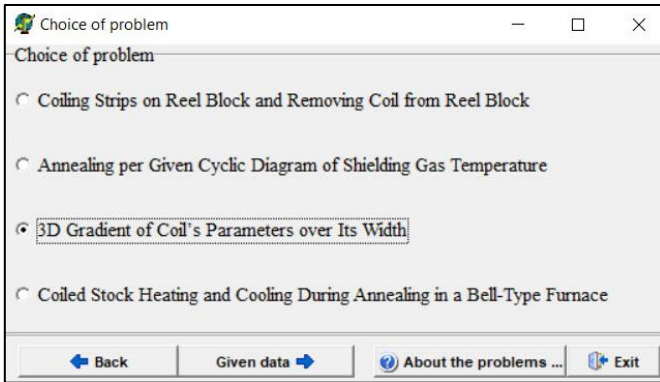 Choice of problem
Choice of problem
Coiling Strips on Reel Block and Removing Coil from Reel Block
Annealing per Given Cyclic Diagram of Shielding Gas Temperature
3D Gradient of Coil’s Parameters over Its Width
Coiled Stock Heating and Cooling During Annealing in a Bell-Type Furnace
Back Given data About the problems ... Exit